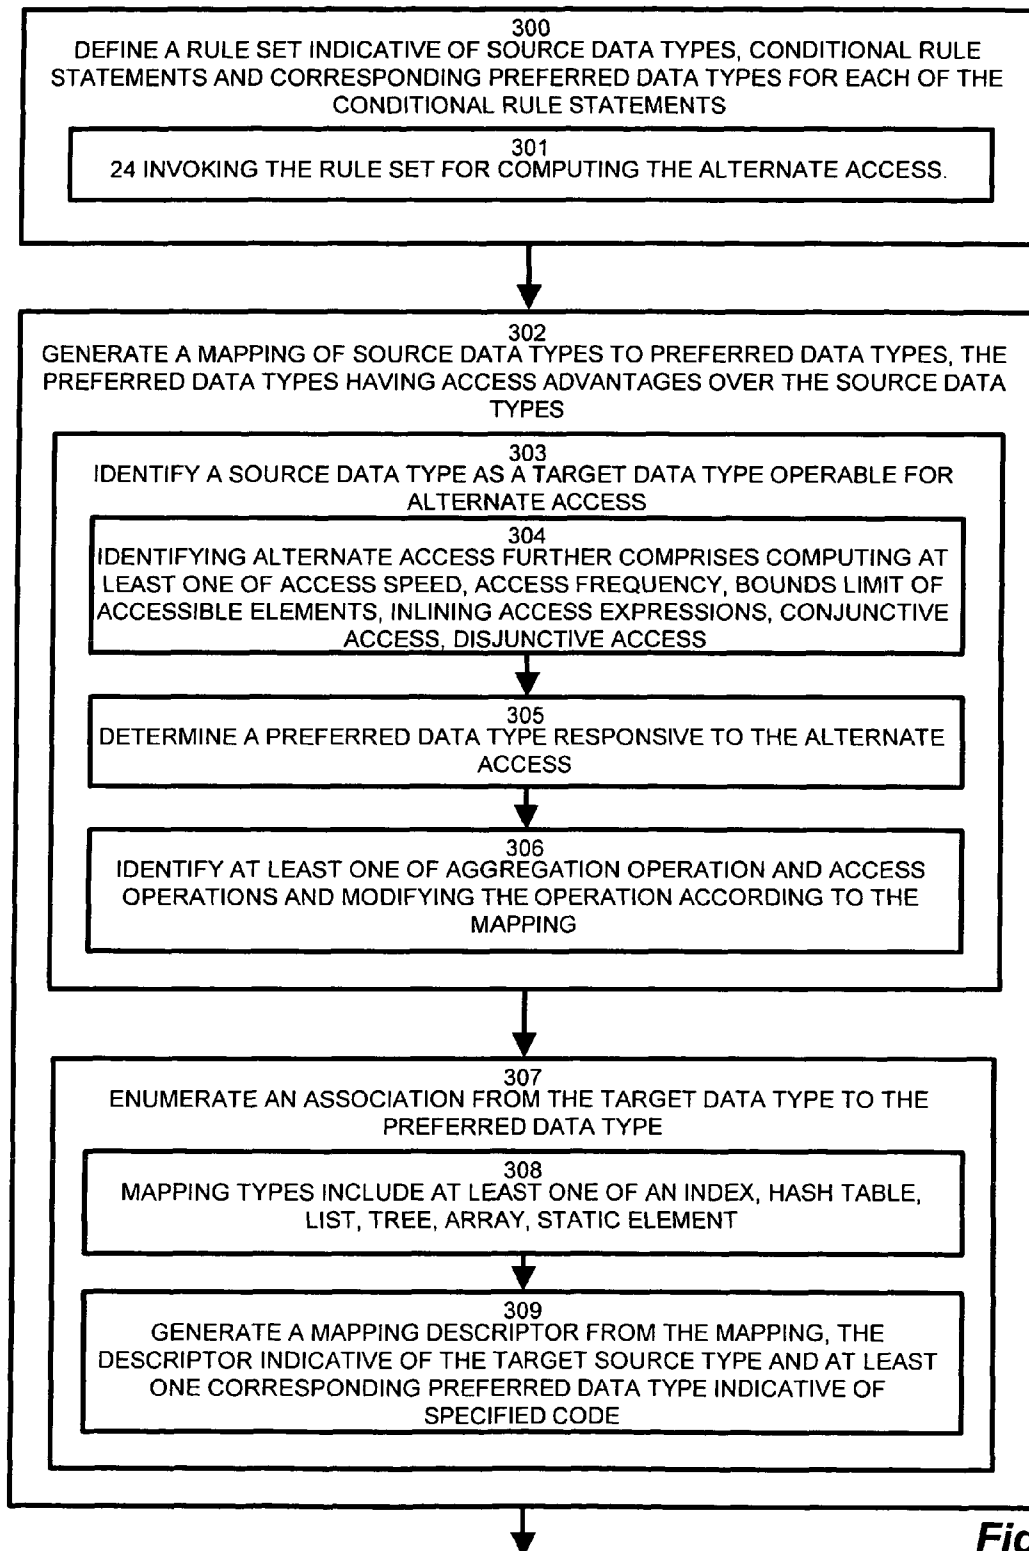 300
DEFINE A RULE SET INDICATIVE OF SOURCE DATA TYPES, CONDITIONAL RULE
STATEMENTS AND CORRESPONDING PREFERRED DATA TYPES FOR EACH OF THE
CONDITIONAL RULE STATEMENTS
301
24 INVOKING THE RULE SET FOR COMPUTING THE ALTERNATE ACCESS.
302
GENERATE A MAPPING OF SOURCE DATA TYPES TO PREFERRED DATA TYPES, THE
PREFERRED DATA TYPES HAVING ACCESS ADVANTAGES OVER THE SOURCE DATA
TYPES
303
IDENTIFY A SOURCE DATA TYPE AS A TARGET DATA TYPE OPERABLE FOR
ALTERNATE ACCESS
304
IDENTIFYING ALTERNATE ACCESS FURTHER COMPRISES COMPUTING AT
LEAST ONE OF ACCESS SPEED, ACCESS FREQUENCY, BOUNDS LIMIT OF
ACCESSIBLE ELEMENTS, INLINING ACCESS EXPRESSIONS, CONJUNCTIVE
ACCESS, DISJUNCTIVE ACCESS
305
DETERMINE A PREFERRED DATA TYPE RESPONSIVE TO THE ALTERNATE
ACCESS
306
IDENTIFY AT LEAST ONE OF AGGREGATION OPERATION AND ACCESS
OPERATIONS AND MODIFYING THE OPERATION ACCORDING TO THE
MAPPING
307
ENUMERATE AN ASSOCIATION FROM THE TARGET DATA TYPE TO THE
PREFERRED DATA TYPE
308
MAPPING TYPES INCLUDE AT LEAST ONE OF AN INDEX, HASH TABLE,
LIST, TREE, ARRAY, STATIC ELEMENT
309
GENERATE A MAPPING DESCRIPTOR FROM THE MAPPING, THE
DESCRIPTOR INDICATIVE OF THE TARGET SOURCE TYPE AND AT LEAST
ONE CORRESPONDING PREFERRED DATA TYPE INDICATIVE OF
SPECIFIED CODE
Fig